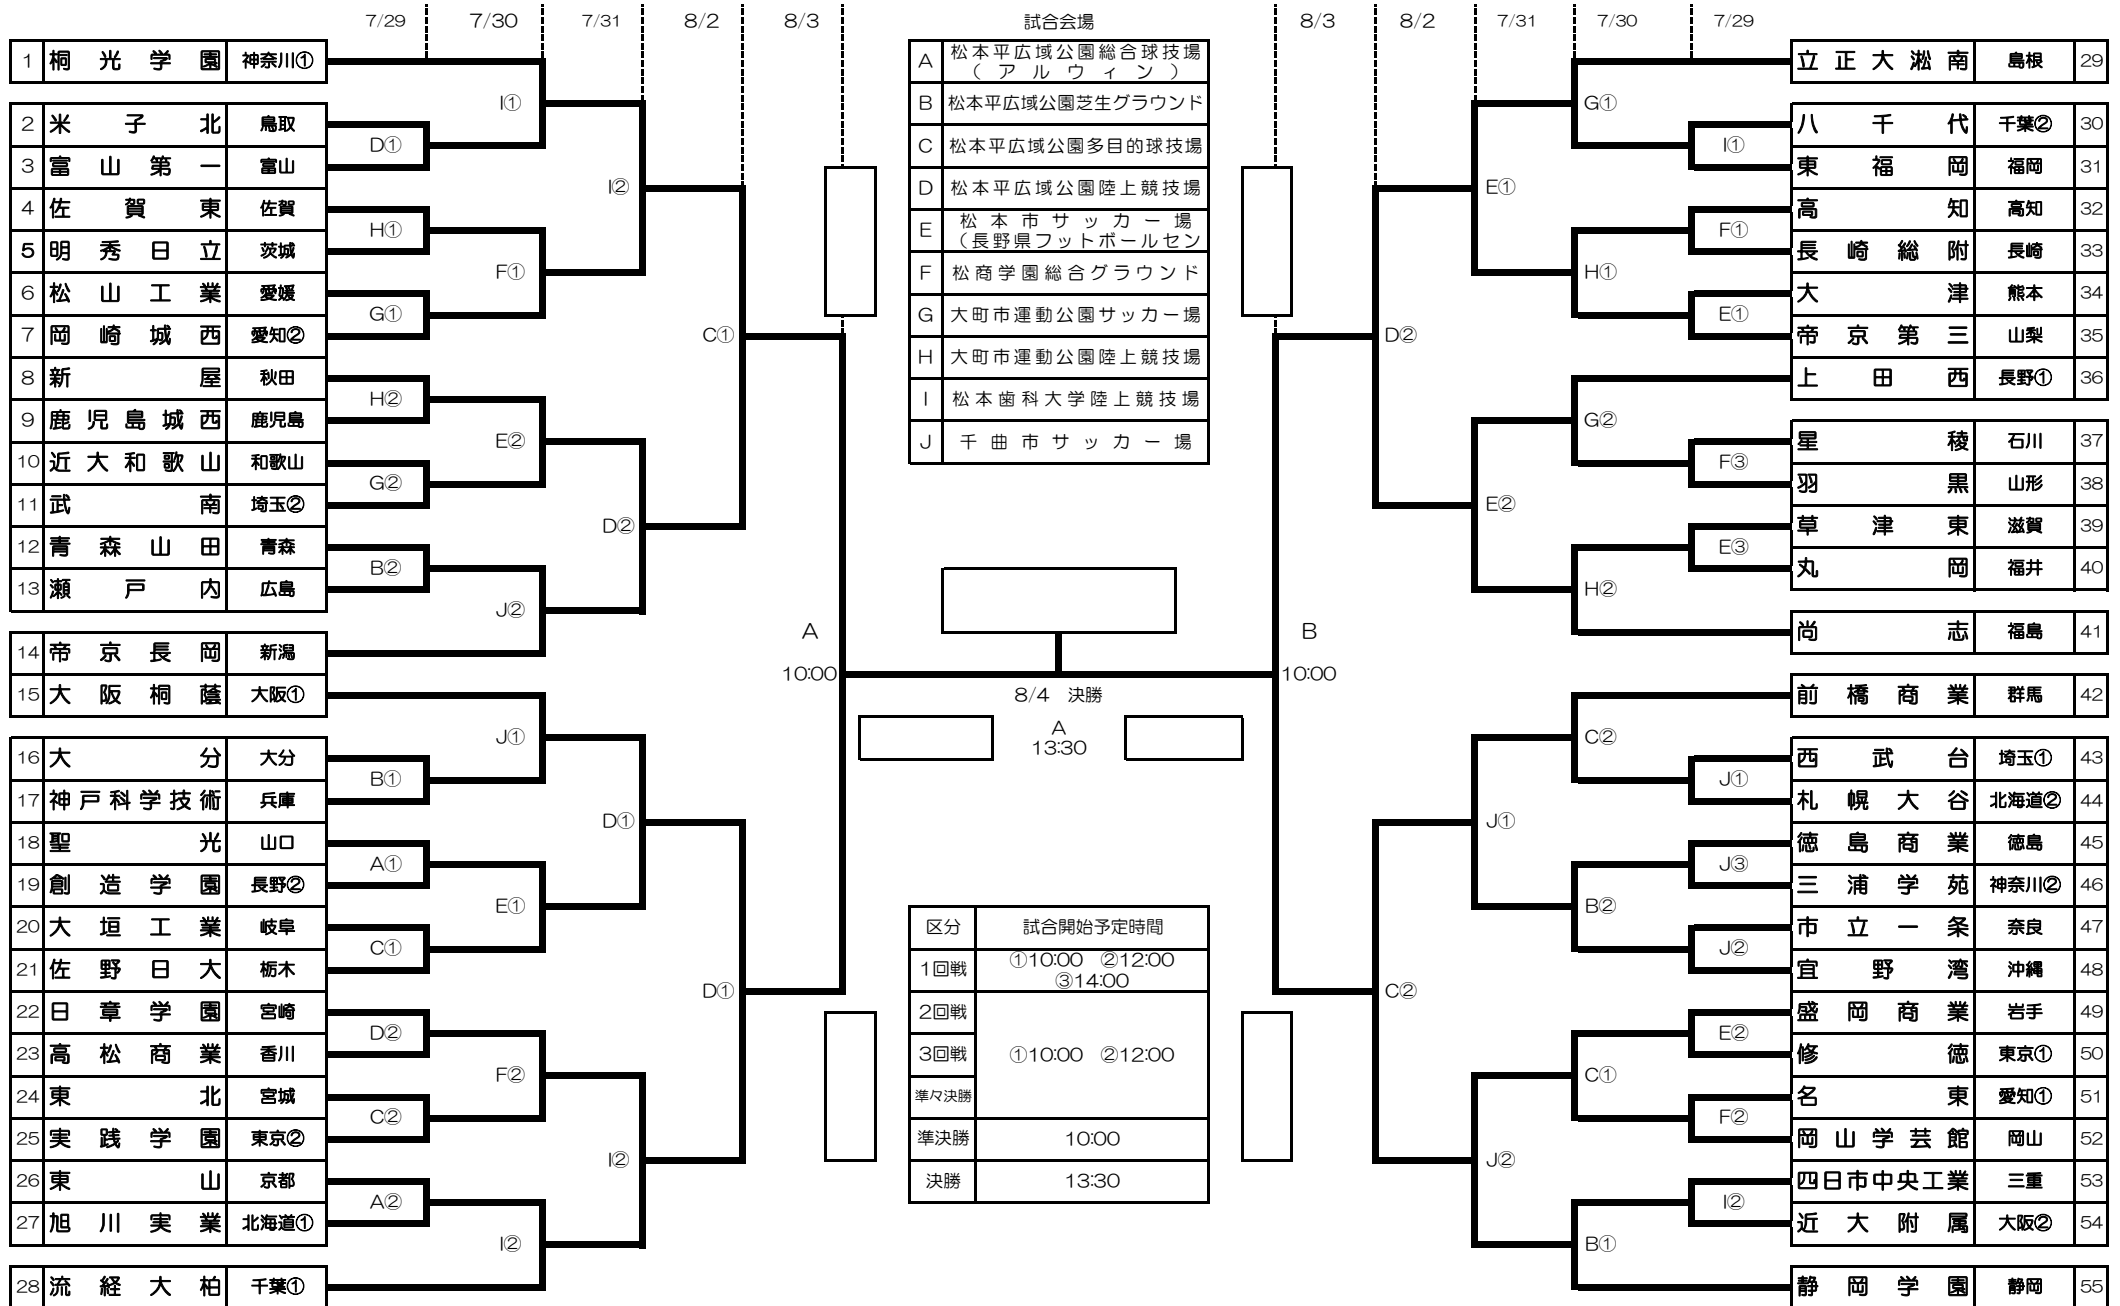 7/29 7/30 7/31 8/2 8/3 試合会場 8/3 8/2 7/31 7/30 7/29
1 桐光学園 神奈川①
2 米子北 鳥取
3 富山第一 富山
4 佐賀東 佐賀
5 明秀日立 茨城
6 松山工業 愛媛
7 岡崎城西 愛知②
8 新屋 秋田
9 鹿児島城西 鹿児島
10 近大和歌山 和歌山
11 武南 埼玉②
12 青森山田 青森
13 瀬戸内 広島
14 帝京長岡 新潟
15 大阪桐蔭 大阪①
16 大分 大分
17 神戸科学技術 兵庫
18 聖光 山口
19 創造学園 長野②
20 大垣工業 岐阜
21 佐野日大 栃木
22 日章学園 宮崎
23 高松商業 香川
24 東北 宮城
25 実践学園 東京②
26 東山 京都
27 旭川実業 北海道①
28 流経大柏 千葉①
D①
H①
G①
H②
G②
B②
B①
A①
C①
D②
C②
A②
I①
F①
E②
J②
J①
E①
F②
I②
I②
D②
D①
I②
C①
D①
A
10:00
A 松本平広域公園総合球技場
(アルウィン)
B 松本平広域公園芝生グラウンド
C 松本平広域公園多目的球技場
D 松本平広域公園陸上競技場
E 松本市サッカー場
(長野県フットボールセン
F 松商学園総合グラウンド
G 大町市運動公園サッカー場
H 大町市運動公園陸上競技場
I 松本歯科大学陸上競技場
J 千曲市サッカー場
8/4 決勝
A
13:30
区分 試合開始予定時間
1回戦 ①10:00 ②12:00
③14:00
2回戦
3回戦 ①10:00 ②12:00
準々決勝
準決勝 10:00
決勝 13:30
B
10:00
D②
C②
E①
E②
J①
J②
G①
H①
G②
H②
C②
B②
C①
B①
I①
F①
E①
F③
E③
J①
J③
J②
E②
F②
I②
立正大淞南 島根 29
八千代 千葉② 30
東福岡 福岡 31
高知 高知 32
長崎総附 長崎 33
大津 熊本 34
帝京第三 山梨 35
上田西 長野① 36
星稜 石川 37
羽黒 山形 38
草津東 滋賀 39
丸岡 福井 40
尚志 福島 41
前橋商業 群馬 42
西武台 埼玉① 43
札幌大谷 北海道② 44
徳島商業 徳島 45
三浦学苑 神奈川② 46
市立一条 奈良 47
宜野湾 沖縄 48
盛岡商業 岩手 49
修徳 東京① 50
名東 愛知① 51
岡山学芸館 岡山 52
四日市中央工業 三重 53
近大附属 大阪② 54
静岡学園 静岡 55